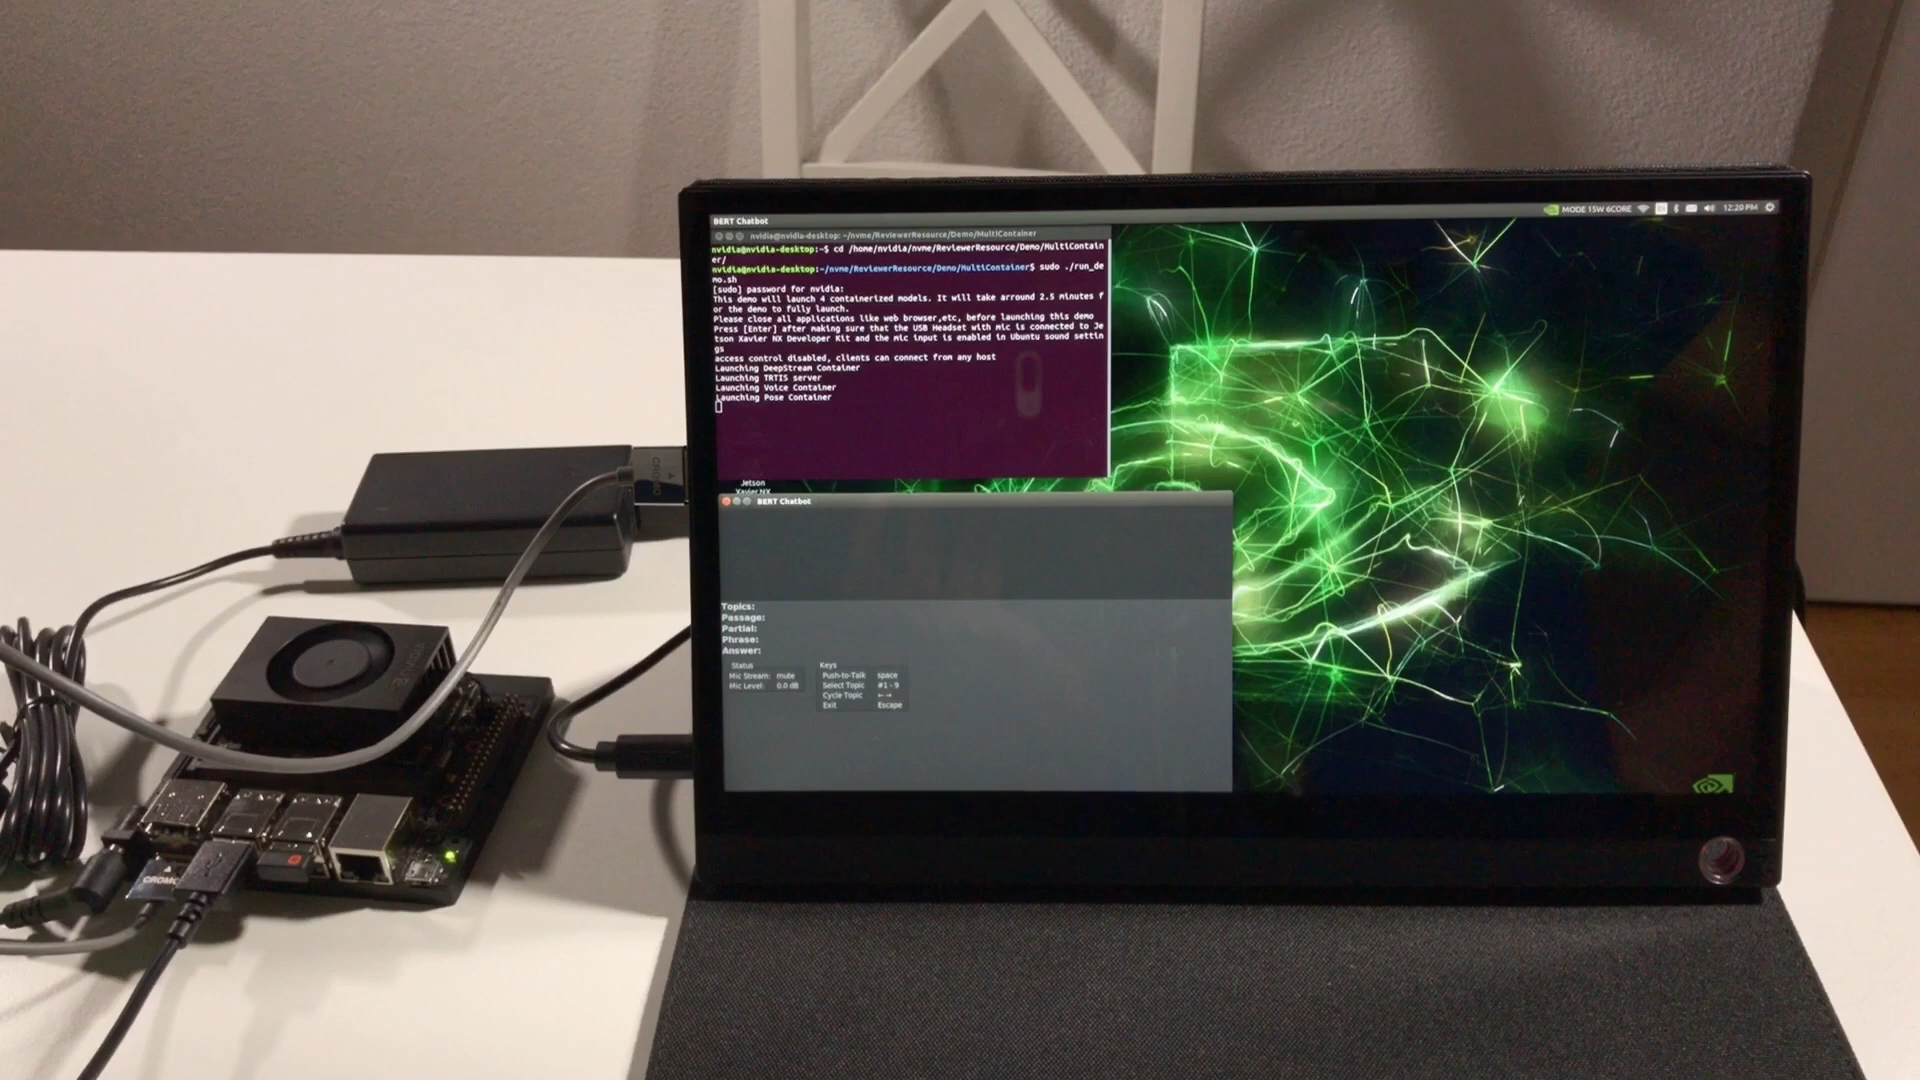 BERT Chatbot
MODE 15W 6CORE
12:20 PM
nvidia@nvidia-desktop: ~/nvme/ReviewerResource/Demo/MultiContainer
nvidia@nvidia-desktop:~$ cd /home/nvidia/nvme/ReviewerResource/Demo/MultiContain
er/
nvidia@nvidia-desktop:~/nvme/ReviewerResource/Demo/MultiContainer$ sudo ./run_de
mo.sh
[sudo] password for nvidia:
This demo will launch 4 containerized models. It will take arround 2.5 minutes f
or the demo to fully launch.
Please close all applications like web browser,etc, before launching this demo
Press [Enter] after making sure that the USB Headset with mic is connected to Je
tson Xavier NX Developer Kit and the mic input is enabled in Ubuntu sound settin
gs
access control disabled, clients can connect from any host
Launching DeepStream Container
Launching TRTIS server
Launching Voice Container
Launching Pose Container
Jetson
Xavier NX
BERT Chatbot
Topics:
Passage:
Partial:
Phrase:
Answer:
Status
Mic Stream: mute
Mic Level: 0.0 dB
Keys
Push-to-Talk space
Select Topic #1 - 9
Cycle Topic ← →
Exit Escape
CROMO